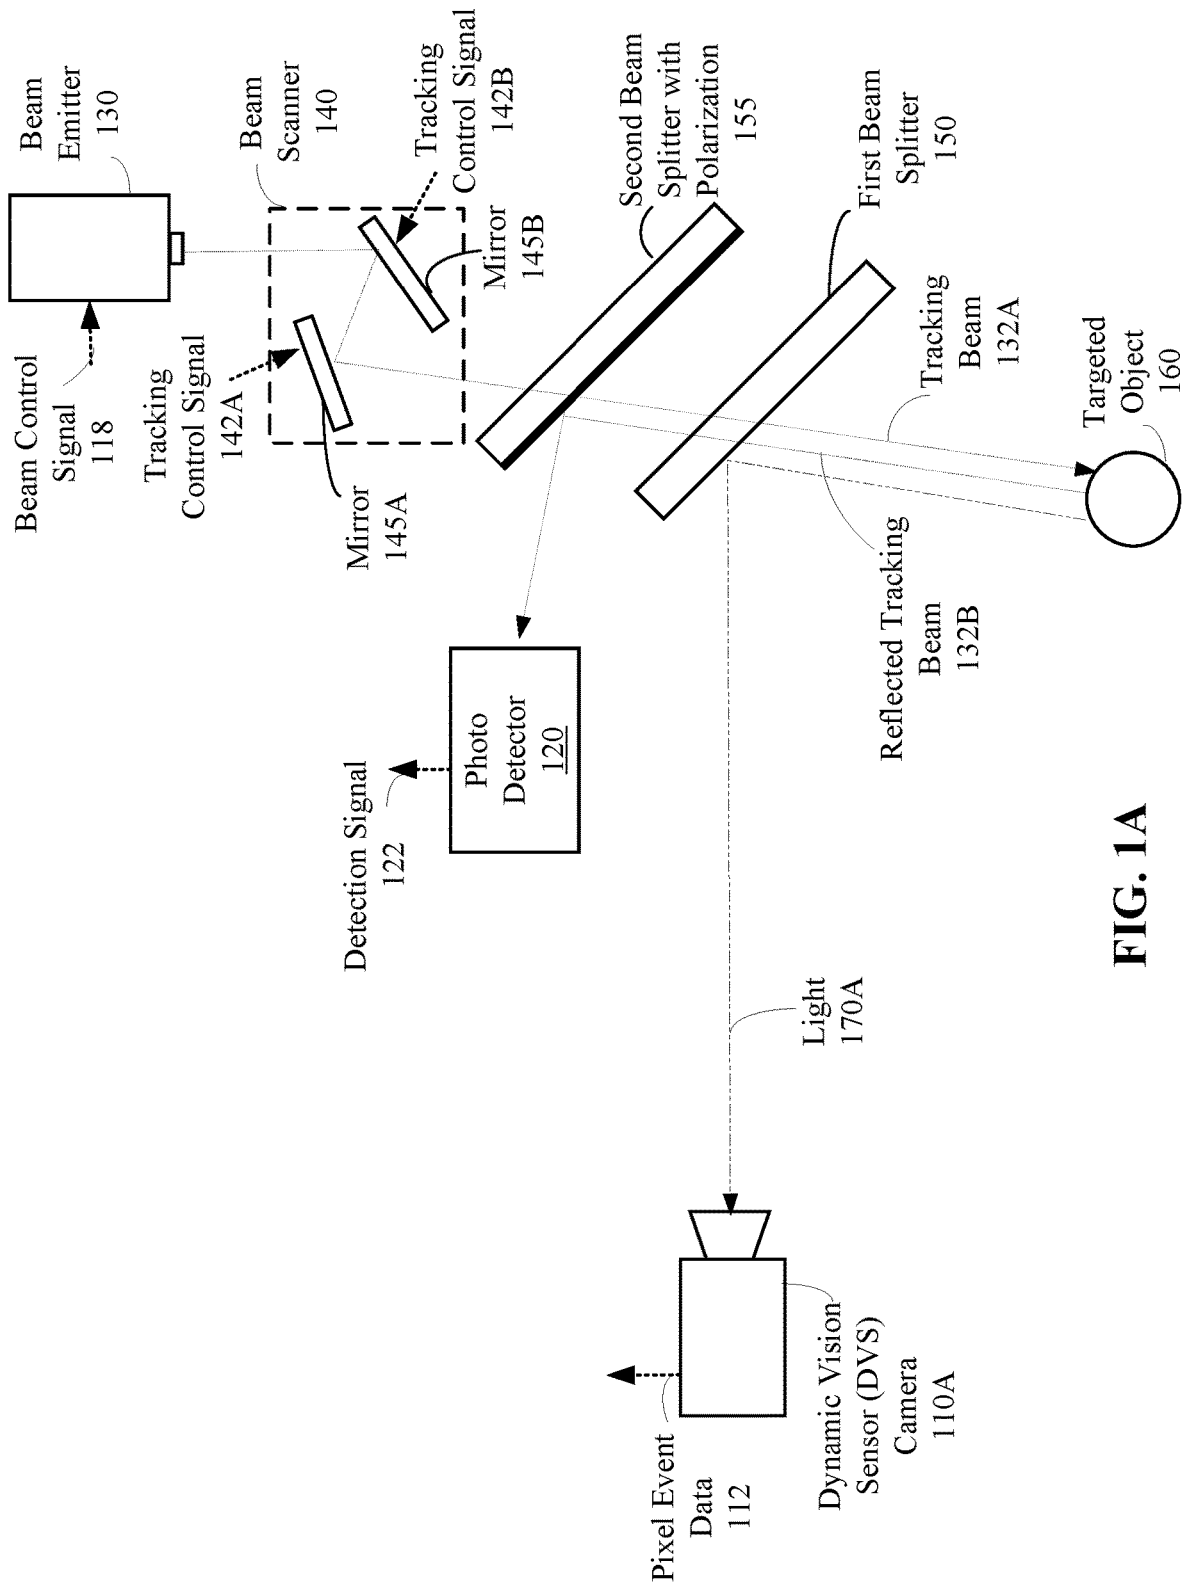 Beam
Emitter
130
Beam Control
Signal
118
Beam
Scanner
140
Tracking
Control Signal
142A
Tracking
Control Signal
142B
Mirror
145A
Mirror
145B
Second Beam
Splitter with
Polarization
155
First Beam
Splitter
150
Detection Signal
122
Photo
Detector
120
Tracking
Beam
132A
Reflected Tracking
Beam
132B
Targeted
Object
160
Light
170A
Pixel Event
Data
112
Dynamic Vision
Sensor (DVS)
Camera
110A
FIG. 1A